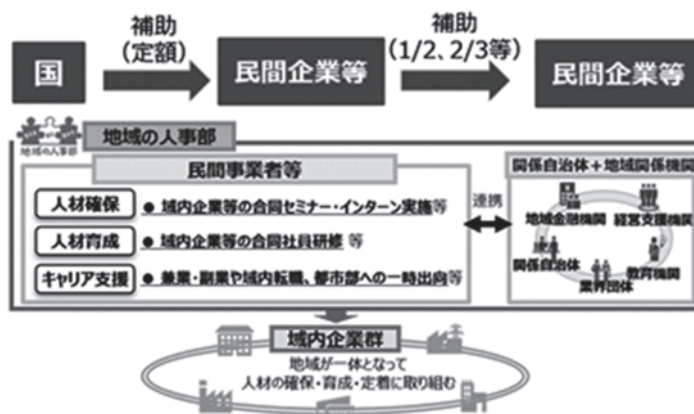 補助
(定額)
補助
(1/2、2/3等)
国
民間企業等
民間企業等
地域の人事部
地域の人事部
民間事業者等
関係自治体+地域関係機関
人材確保
● 域内企業等の合同セミナー・インターン実施等
人材育成
● 域内企業等の合同社員研修 等
キャリア支援
● 兼業・副業や域内転職、都市部への一時出向等
連携
地域金融機関
経営支援機関
関係自治体
教育機関
業界団体
域内企業群
地域が一体となって
人材の確保・育成・定着に取り組む